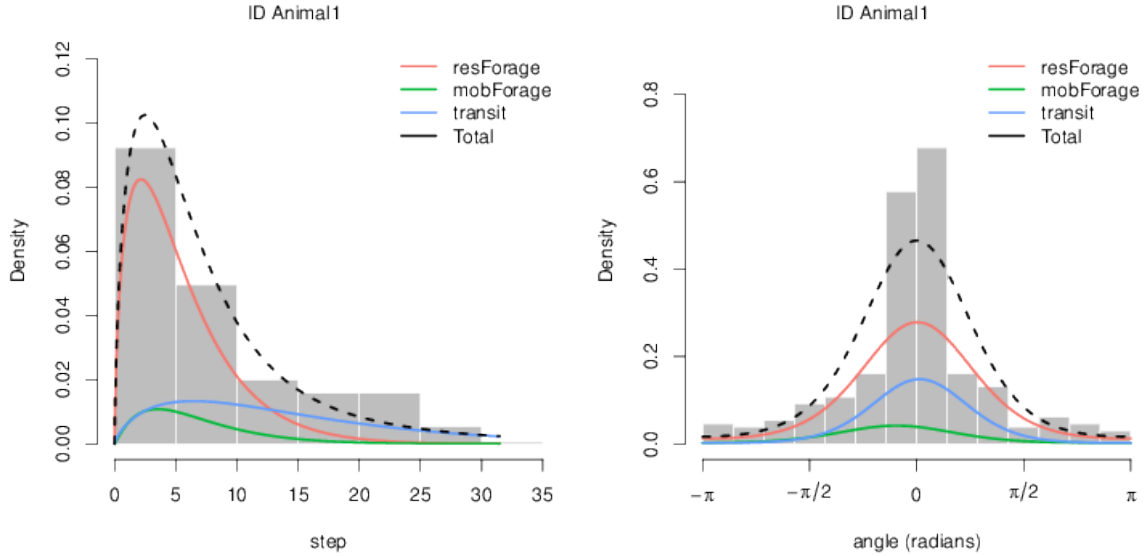 ID Animal1
resForage
mobForage
transit
Total
Density
0.00 0.02 0.04 0.06 0.08 0.10 0.12
0 5 10 15 20 25 30 35
step
ID Animal1
resForage
mobForage
transit
Total
Density
0.0 0.2 0.4 0.6 0.8
−π −π/2 0 π/2 π
angle (radians)